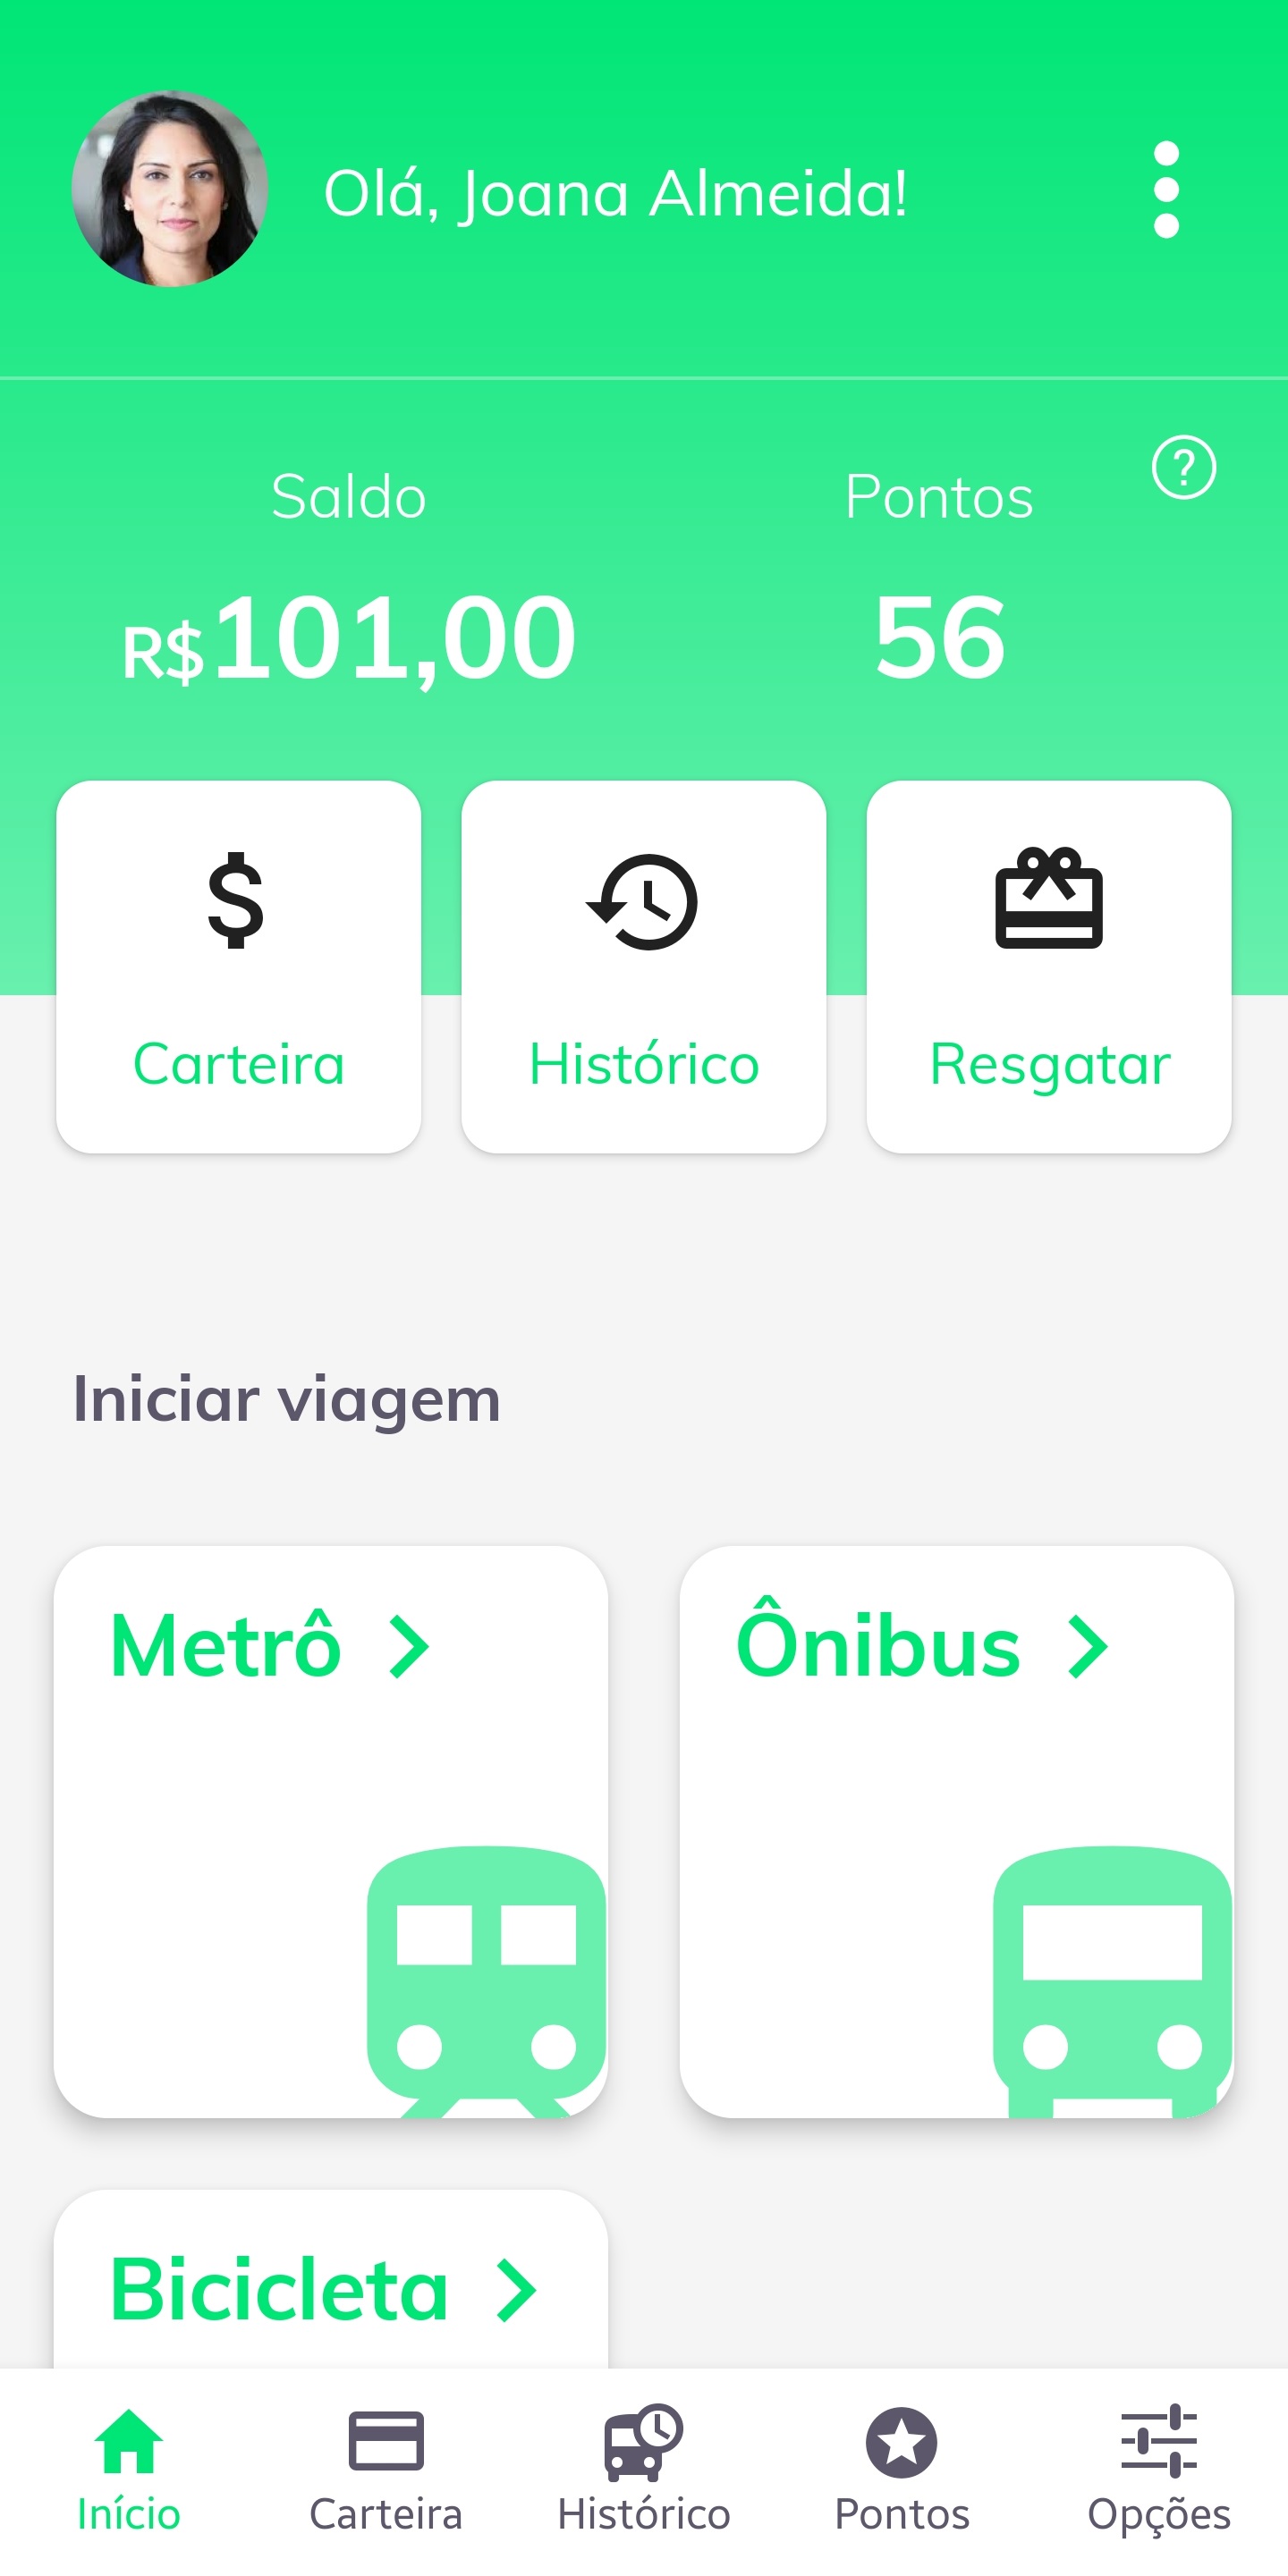 Olá, Joana Almeida!
Saldo
Pontos
?
R$101,00
56
Carteira
Histórico
Resgatar
Iniciar viagem
Metrô
Ônibus
Bicicleta
Início
Carteira
Histórico
Pontos
Opções